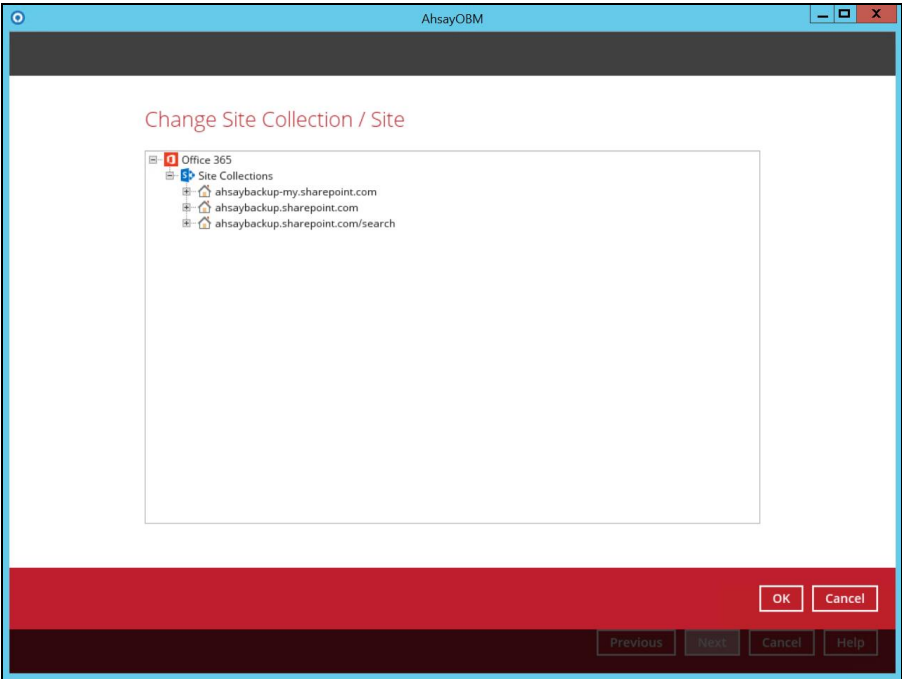 AhsayOBM
Change Site Collection / Site
Office 365
Site Collections
ahsaybackup-my.sharepoint.com
ahsaybackup.sharepoint.com
ahsaybackup.sharepoint.com/search
OK Cancel
Previous Next Cancel Help